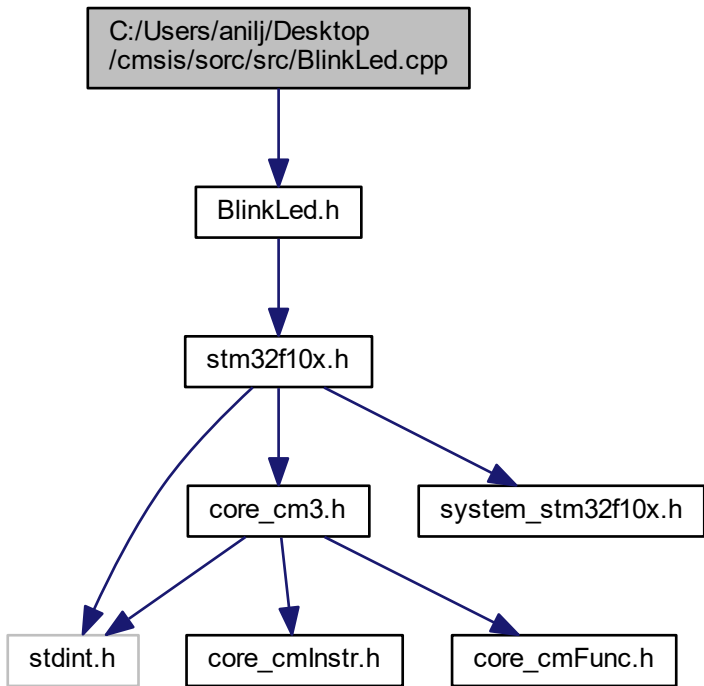 C:/Users/anilj/Desktop
/cmsis/sorc/src/BlinkLed.cpp
BlinkLed.h
stm32f10x.h
core_cm3.h
system_stm32f10x.h
stdint.h
core_cmInstr.h
core_cmFunc.h